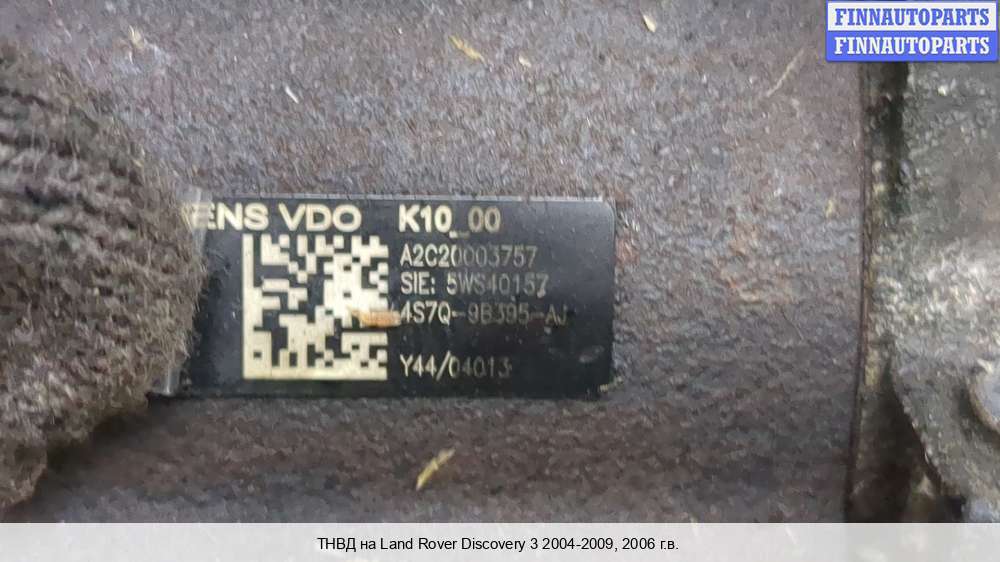 FINNAUTOPARTS
FINNAUTOPARTS
ENS VDO K10_00
A2C20003757
SIE: 5WS40157
4S7Q-9B395-AJ
Y44/04013
ТНВД на Land Rover Discovery 3 2004-2009, 2006 г.в.